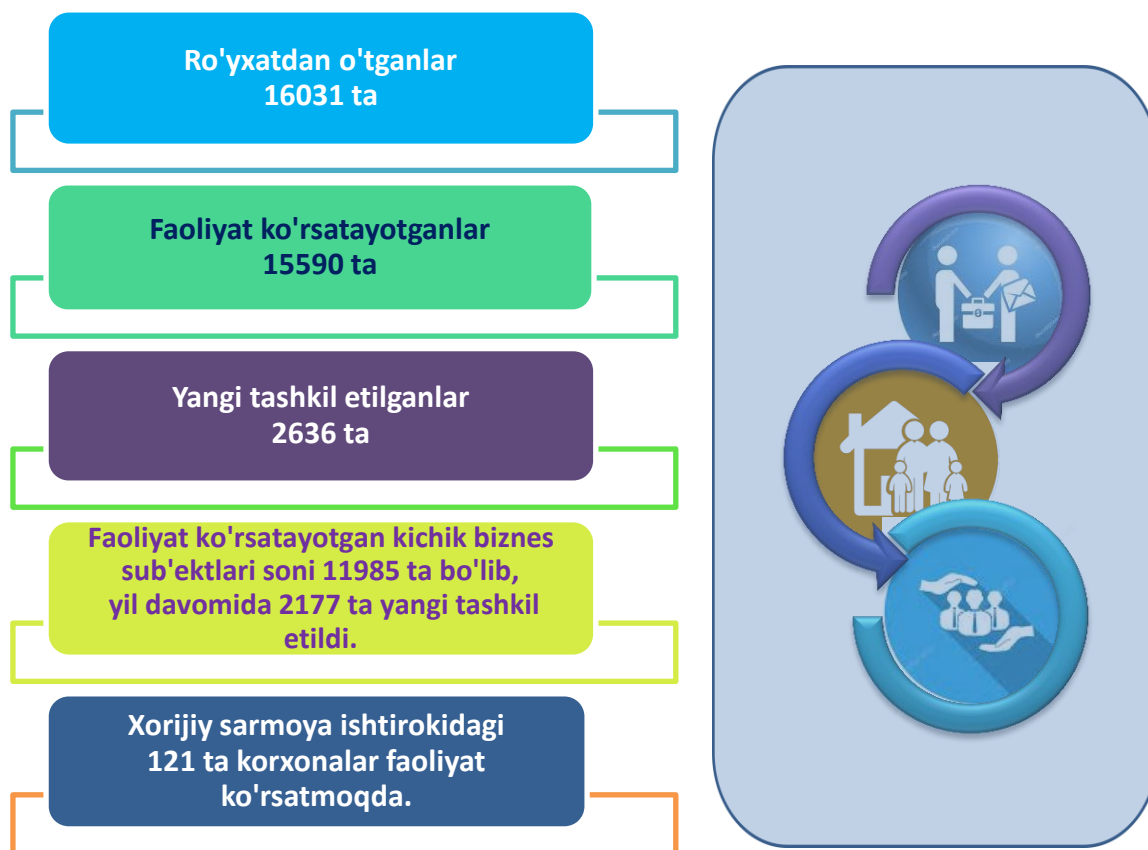 Ro'yxatdan o'tganlar
16031 ta
Faoliyat ko'rsatayotganlar
15590 ta
Yangi tashkil etilganlar
2636 ta
Faoliyat ko'rsatayotgan kichik biznes
sub'ektlari soni 11985 ta bo'lib,
yil davomida 2177 ta yangi tashkil
etildi.
Xorijiy sarmoya ishtirokidagi
121 ta korxonalar faoliyat
ko'rsatmoqda.